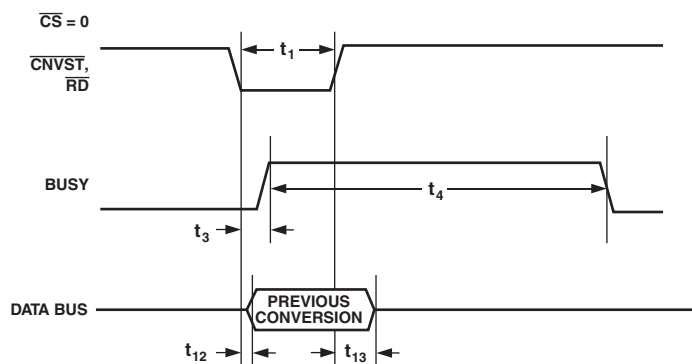 CS = 0
t1
CNVST,
RD
BUSY
t4
t3
DATA BUS
PREVIOUS
CONVERSION
t12
t13